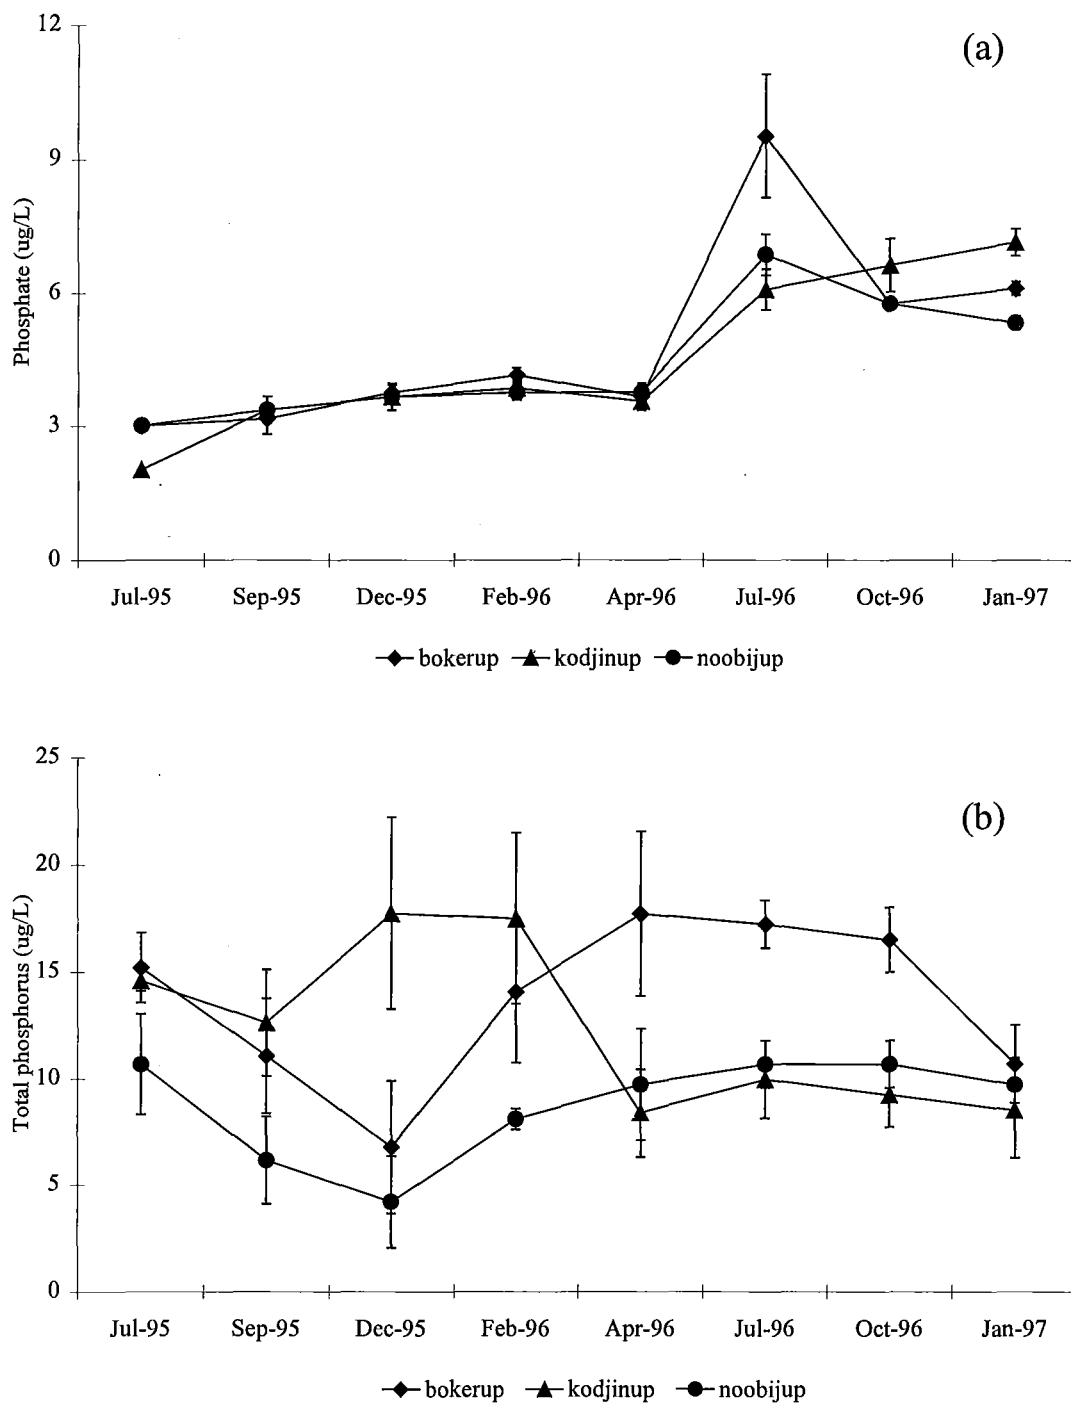 12
(a)
9
Phosphate (ug/L)
6
3
0
Jul-95 Sep-95 Dec-95 Feb-96 Apr-96 Jul-96 Oct-96 Jan-97
bokerup kodjinup noobijup
25
(b)
20
Total phosphorus (ug/L)
15
10
5
0
Jul-95 Sep-95 Dec-95 Feb-96 Apr-96 Jul-96 Oct-96 Jan-97
bokerup kodjinup noobijup